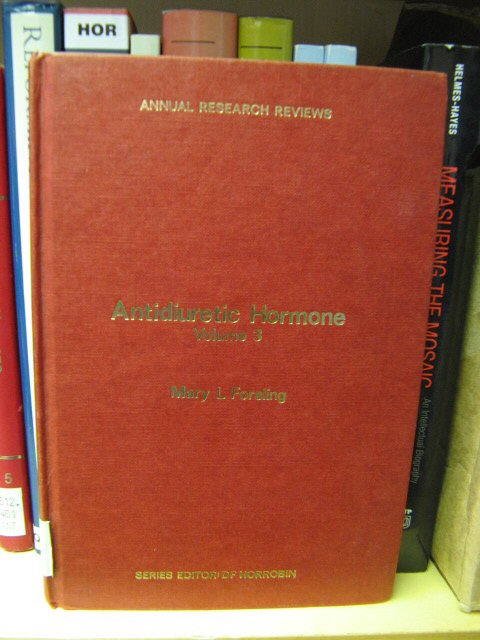 ANNUAL RESEARCH REVIEWS
Antidiuretic Hormone
Volume 3
Mary L Forsling
SERIES EDITOR/DF HORROBIN
HOR
HELMES-HAYES
MEASURING THE MOSAIC
An Intellectual Biography
5